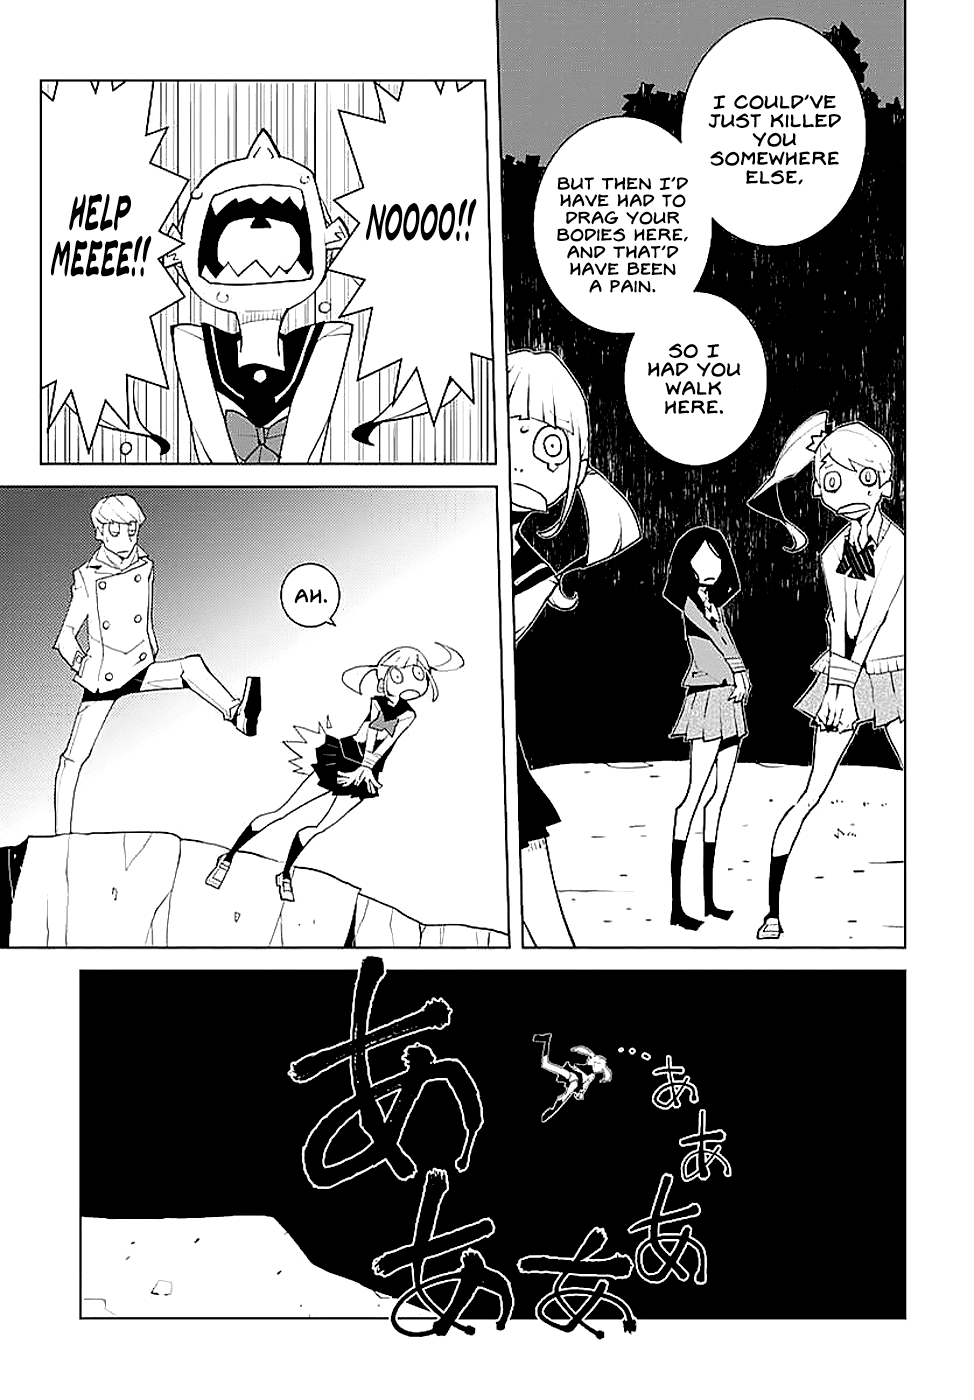 I COULD'VE
JUST KILLED
YOU
SOMEWHERE
ELSE,
BUT THEN I'D
HAVE HAD TO
DRAG YOUR
BODIES HERE,
AND THAT'D
HAVE BEEN
A PAIN.
SO I
HAD YOU
WALK
HERE.
NOOOO!!
HELP
MEEEE!!
AH.
ああああああ